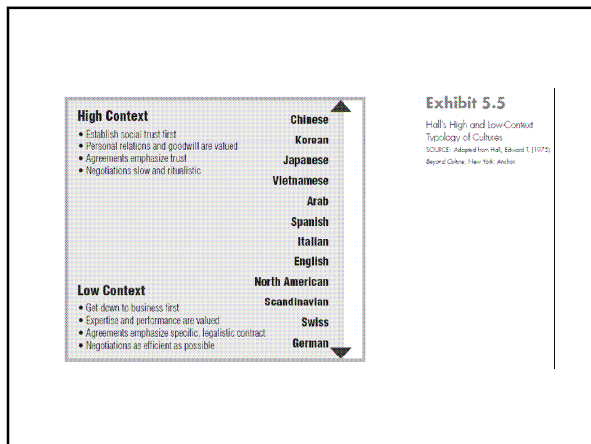 High Context
• Establish social trust first
• Personal relations and goodwill are valued
• Agreements emphasize trust
• Negotiations slow and ritualistic
Chinese
Korean
Japanese
Vietnamese
Arab
Spanish
Italian
English
North American
Scandinavian
Swiss
German
Low Context
• Get down to business first
• Expertise and performance are valued
• Agreements emphasize specific, legalistic contract
• Negotiations as efficient as possible
Exhibit 5.5
Hall's High and Low-Context
Typology of Cultures
SOURCE: Adapted from Hall, Edward T. (1975)
Beyond Culture, New York: Anchor